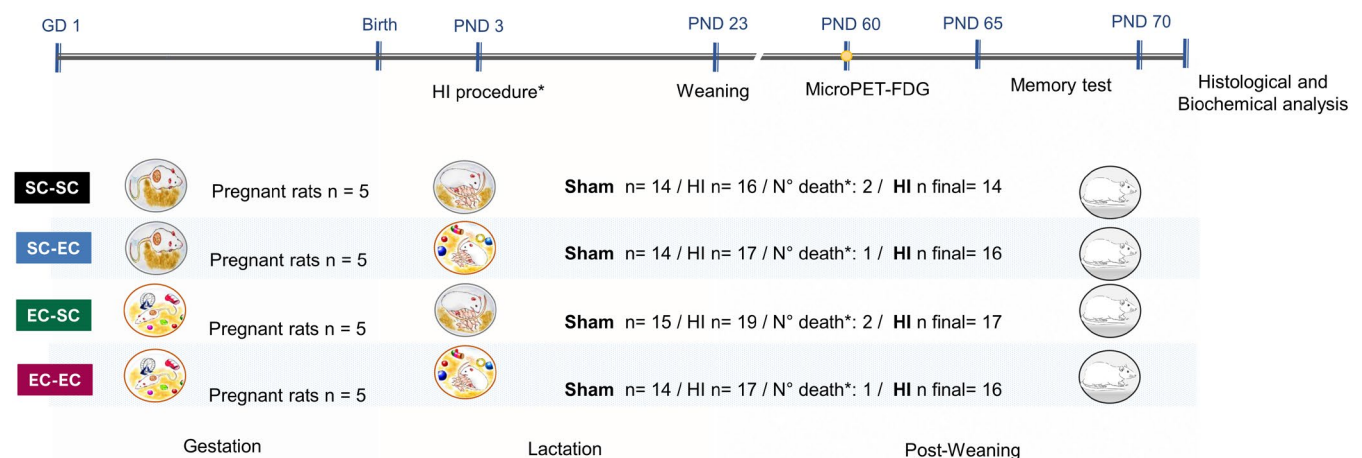 GD 1 Birth PND 3 PND 23 PND 60 PND 65 PND 70
HI procedure* Weaning MicroPET-FDG Memory test Histological and
Biochemical analysis
SC-SC Pregnant rats n = 5 Sham n= 14 / HI n= 16 / N° death*: 2 / HI n final= 14
SC-EC Pregnant rats n = 5 Sham n= 14 / HI n= 17 / N° death*: 1 / HI n final= 16
EC-SC Pregnant rats n = 5 Sham n= 15 / HI n= 19 / N° death*: 2 / HI n final= 17
EC-EC Pregnant rats n = 5 Sham n= 14 / HI n= 17 / N° death*: 1 / HI n final= 16
Gestation Lactation Post-Weaning